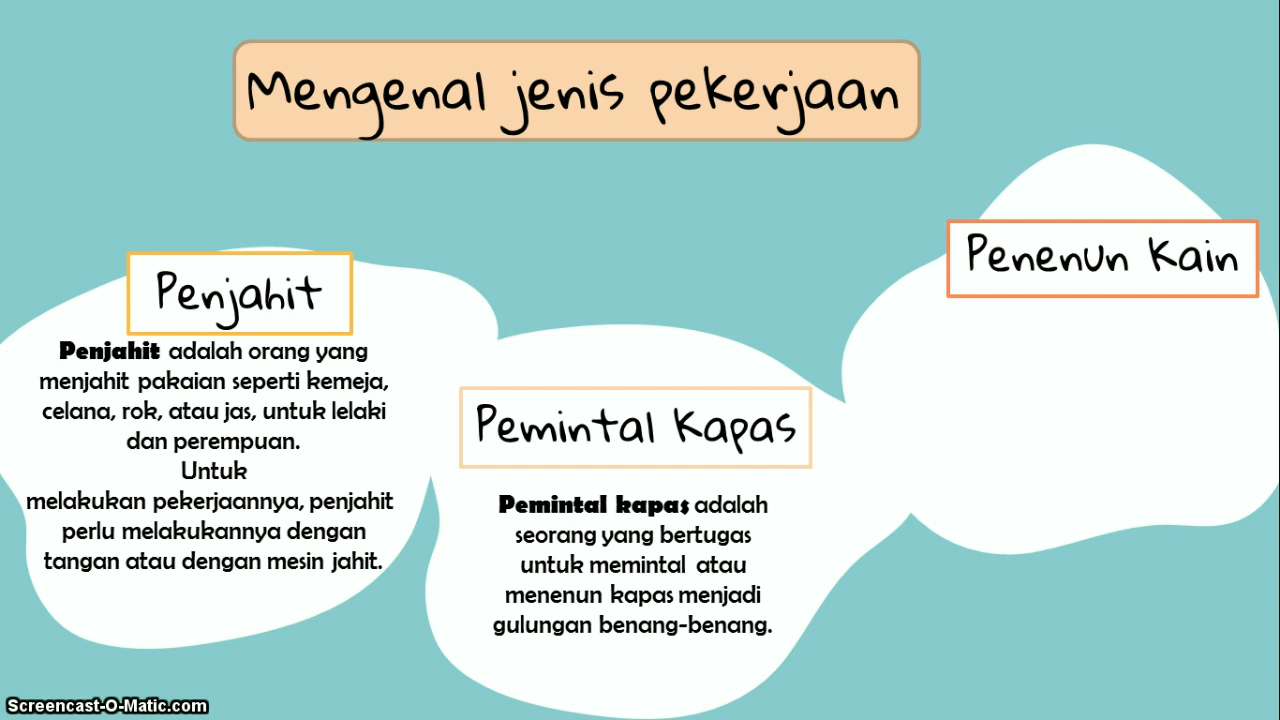 Mengenal jenis pekerjaan
Penjahit
Penjahit adalah orang yang
menjahit pakaian seperti kemeja,
celana, rok, atau jas, untuk lelaki
dan perempuan.
Untuk
melakukan pekerjaannya, penjahit
perlu melakukannya dengan
tangan atau dengan mesin jahit.
Pemintal Kapas
Pemintal kapas adalah
seorang yang bertugas
untuk memintal atau
menenun kapas menjadi
gulungan benang-benang.
Penenun Kain
Screencast-O-Matic.com